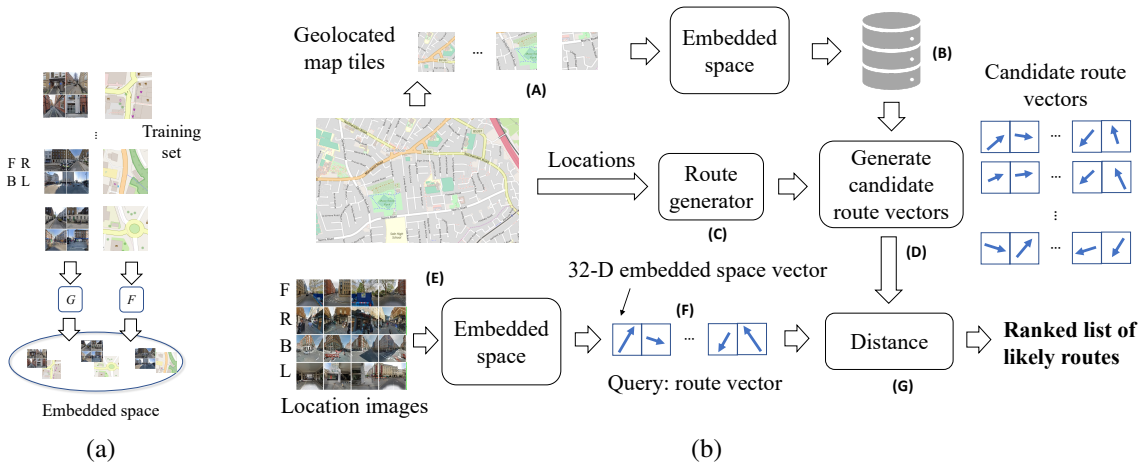 Training
set
F R
B L
G
F
Embedded space
(a)
Geolocated
map tiles
...
(A)
Embedded
space
(B)
Candidate route
vectors
Locations
Route
generator
(C)
Generate
candidate
route vectors
(D)
...
...
...
...
32-D embedded space vector
(E)
F
R
B
L
Location images
Embedded
space
(F)
...
Query: route vector
Distance
(G)
Ranked list of
likely routes
(b)